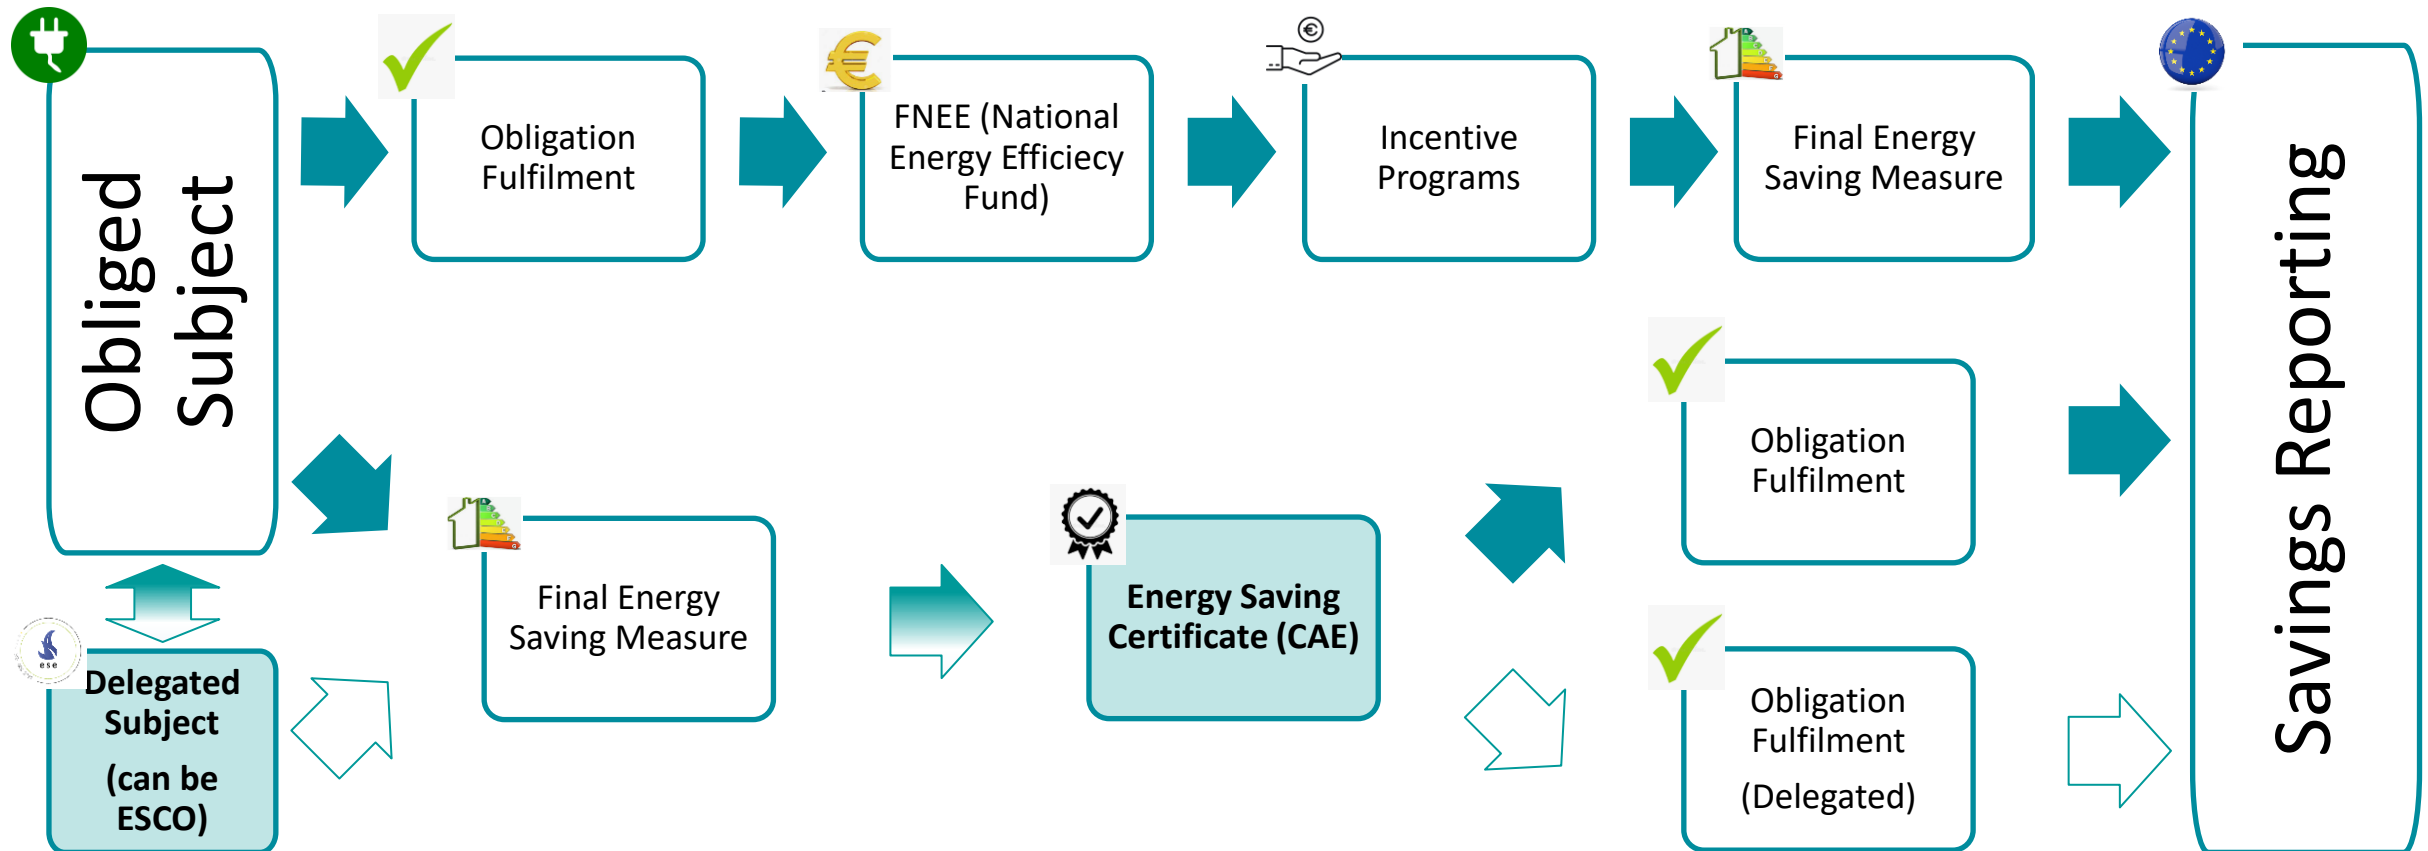 Obliged
Subject
Obligation
Fulfilment
FNEE (National
Energy Efficiecy
Fund)
Incentive
Programs
Final Energy
Saving Measure
Savings Reporting
Obligation
Fulfilment
Final Energy
Saving Measure
Energy Saving
Certificate (CAE)
ese
Delegated
Subject
(can be
ESCO)
Obligation
Fulfilment
(Delegated)